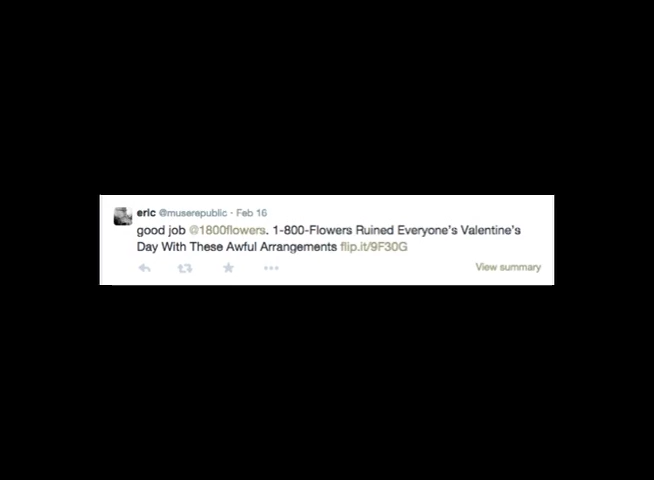 eric @muserepublic · Feb 16
good job @1800flowers. 1-800-Flowers Ruined Everyone's Valentine's
Day With These Awful Arrangements flip.it/9F30G
View summary